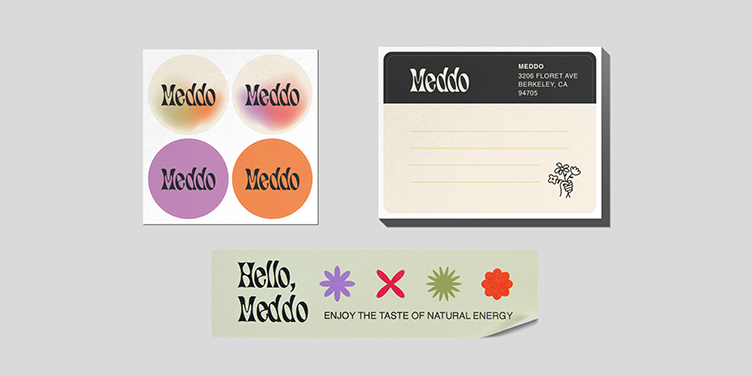 Meddo
Meddo
Meddo
Meddo
Meddo
MEDDO
3206 FLORET AVE
BERKELEY, CA
94705
Hello,
Meddo
ENJOY THE TASTE OF NATURAL ENERGY